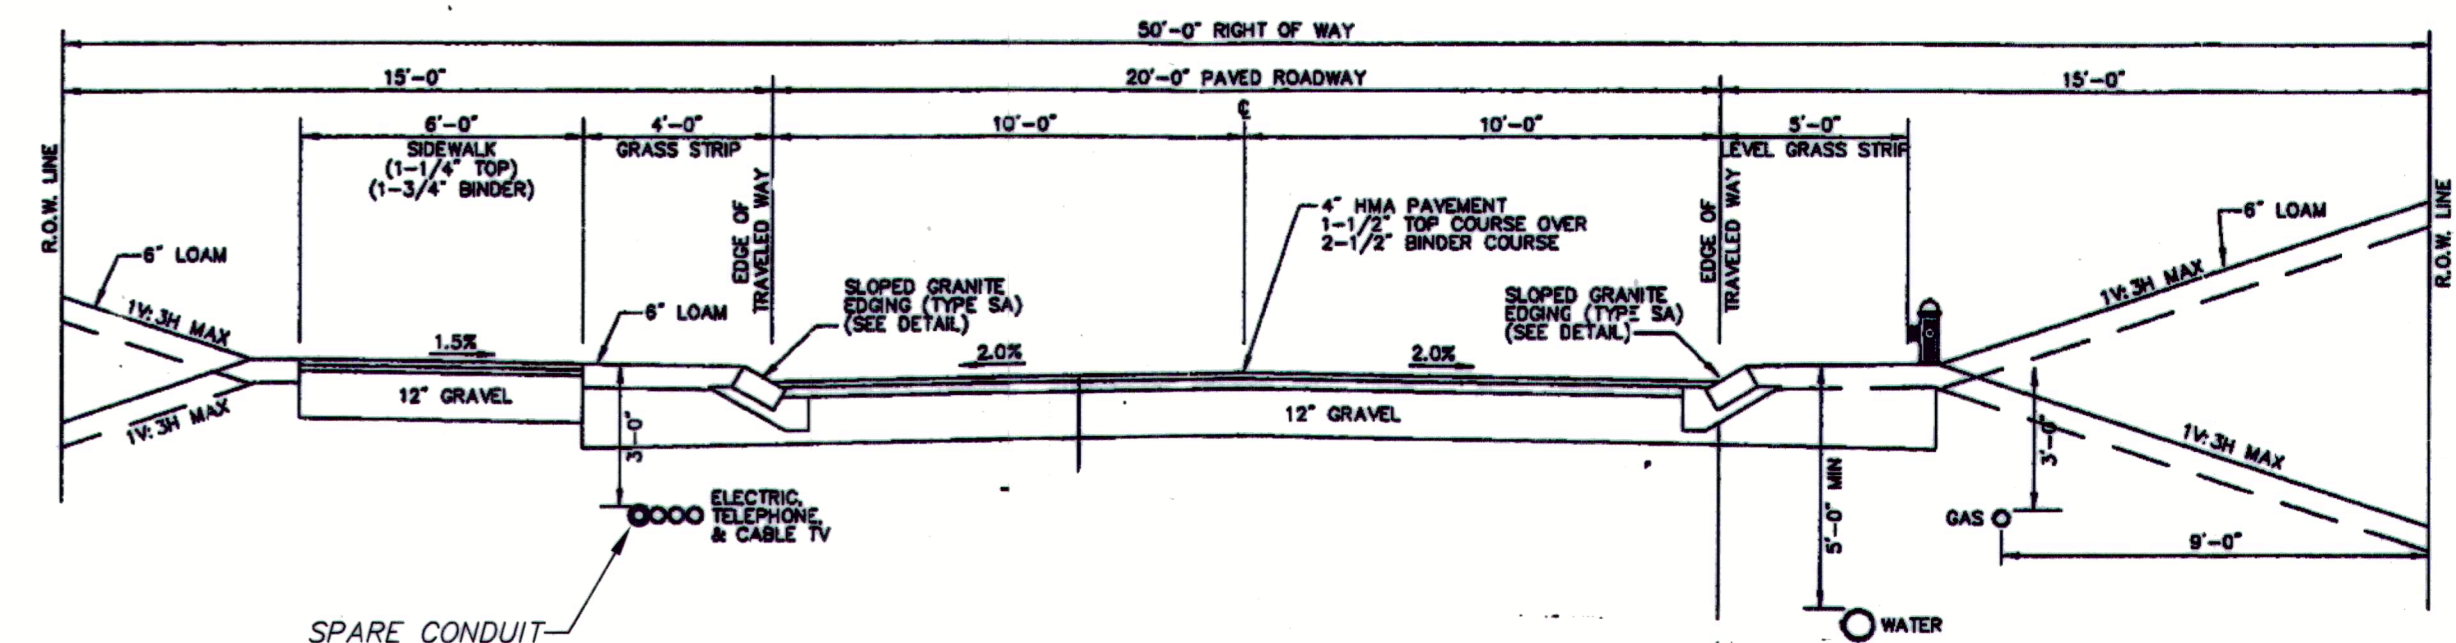 50'-0" RIGHT OF WAY
15'-0"
20'-0" PAVED ROADWAY
15'-0"
℄
6'-0"
4'-0"
10'-0"
10'-0"
5'-0"
SIDEWALK
(1-1/4" TOP)
(1-3/4" BINDER)
GRASS STRIP
LEVEL GRASS STRIP
R.O.W. LINE
EDGE OF
TRAVELED WAY
4" HMA PAVEMENT
1-1/2" TOP COURSE OVER
2-1/2" BINDER COURSE
EDGE OF
TRAVELED WAY
6" LOAM
R.O.W. LINE
6" LOAM
1V:3H MAX
6" LOAM
SLOPED GRANITE
EDGING (TYPE SA)
(SEE DETAIL)
SLOPED GRANITE
EDGING (TYPE SA)
(SEE DETAIL)
1V:3H MAX
1.5%
2.0%
2.0%
12" GRAVEL
12" GRAVEL
1V:3H MAX
3'-0"
3'-0"
1V:3H MAX
5'-0" MIN
ELECTRIC,
TELEPHONE,
& CABLE TV
GAS
9'-0"
SPARE CONDUIT
WATER